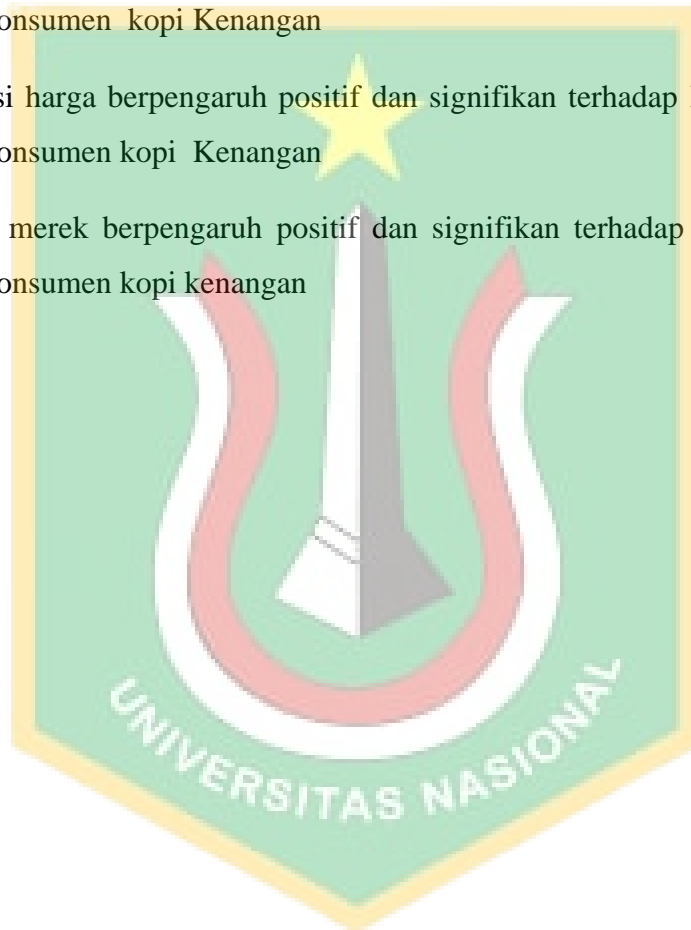 onsumen kopi Kenangan
si harga berpengaruh positif dan signifikan terhadap
onsumen kopi Kenangan
merek berpengaruh positif dan signifikan terhadap
onsumen kopi kenangan
UNIVERSITAS NASIONAL